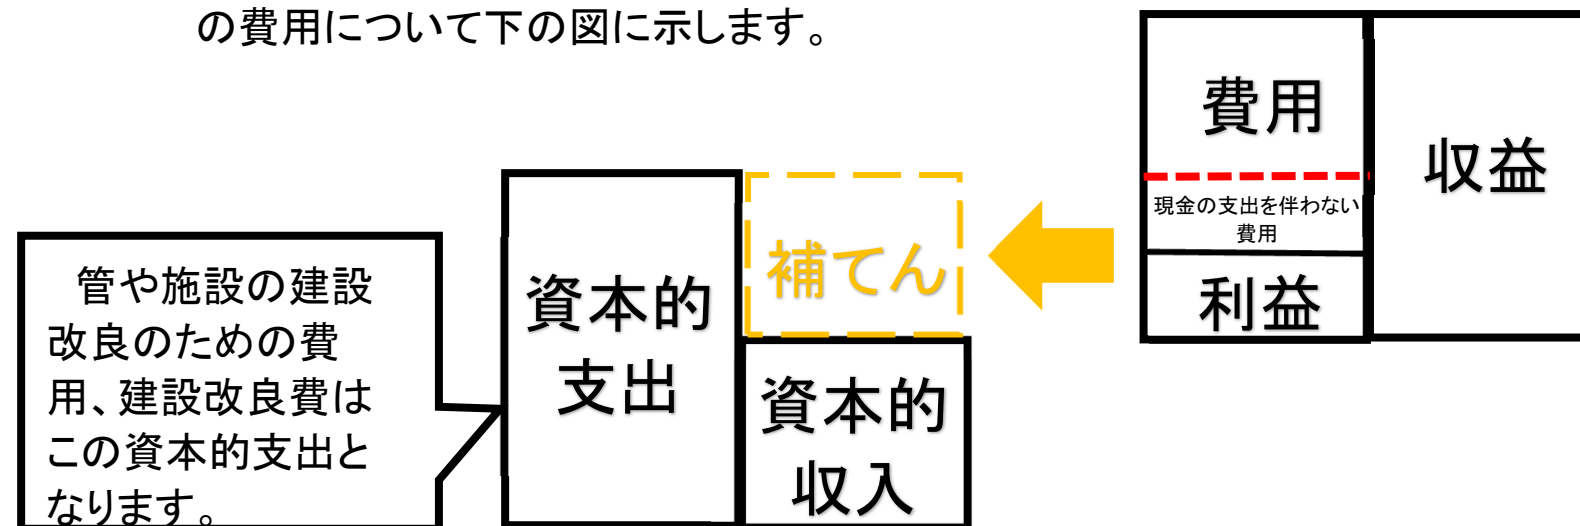 の費用について下の図に示します。
費用
収益
現金の支出を伴わない
費用
利益
補てん
資本的
支出
資本的
収入
管や施設の建設
改良のための費
用、建設改良費は
この資本的支出と
なります。